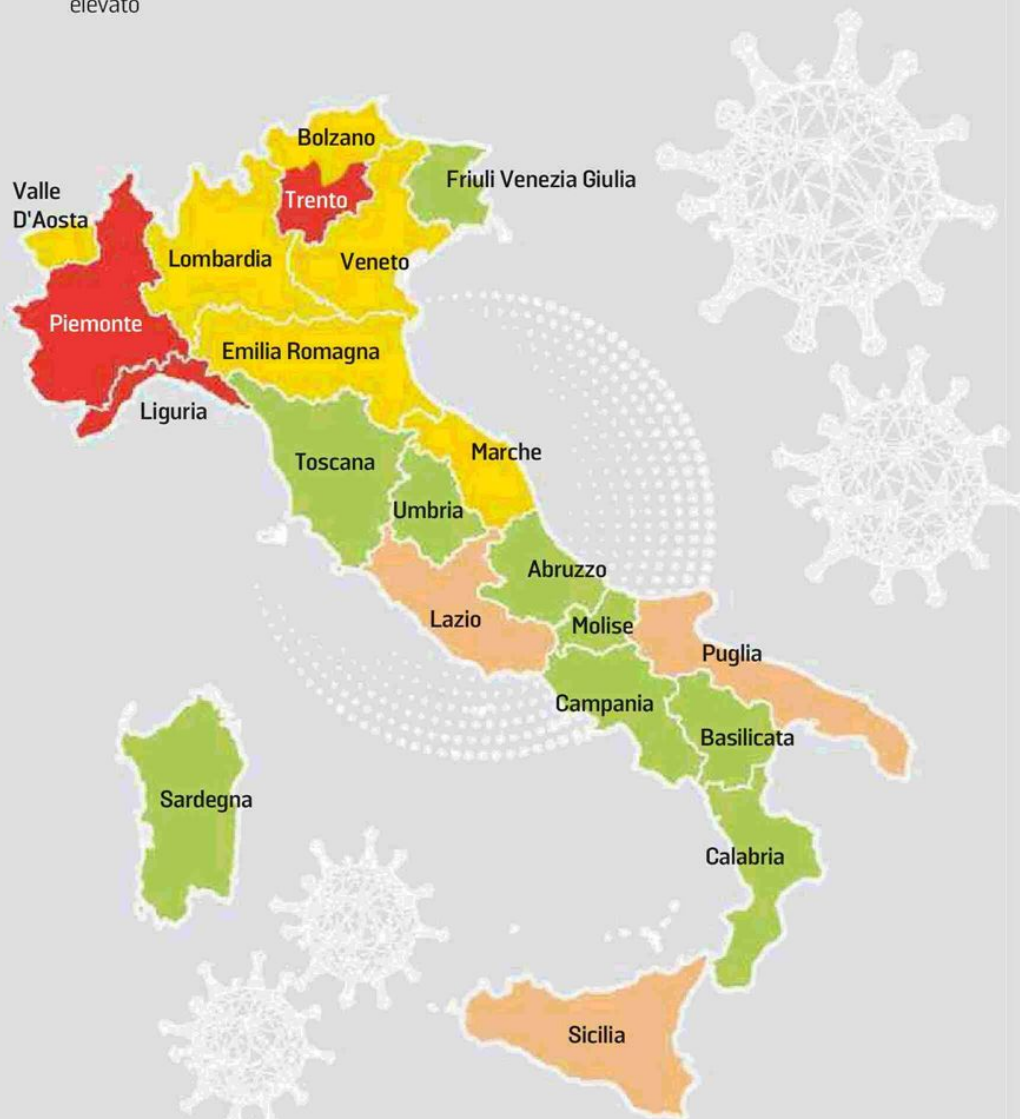 elevato
Bolzano
Friuli Venezia Giulia
Valle
D'Aosta
Trento
Lombardia
Veneto
Piemonte
Emilia Romagna
Liguria
Marche
Toscana
Umbria
Abruzzo
Lazio
Molise
Puglia
Campania
Basilicata
Sardegna
Calabria
Sicilia